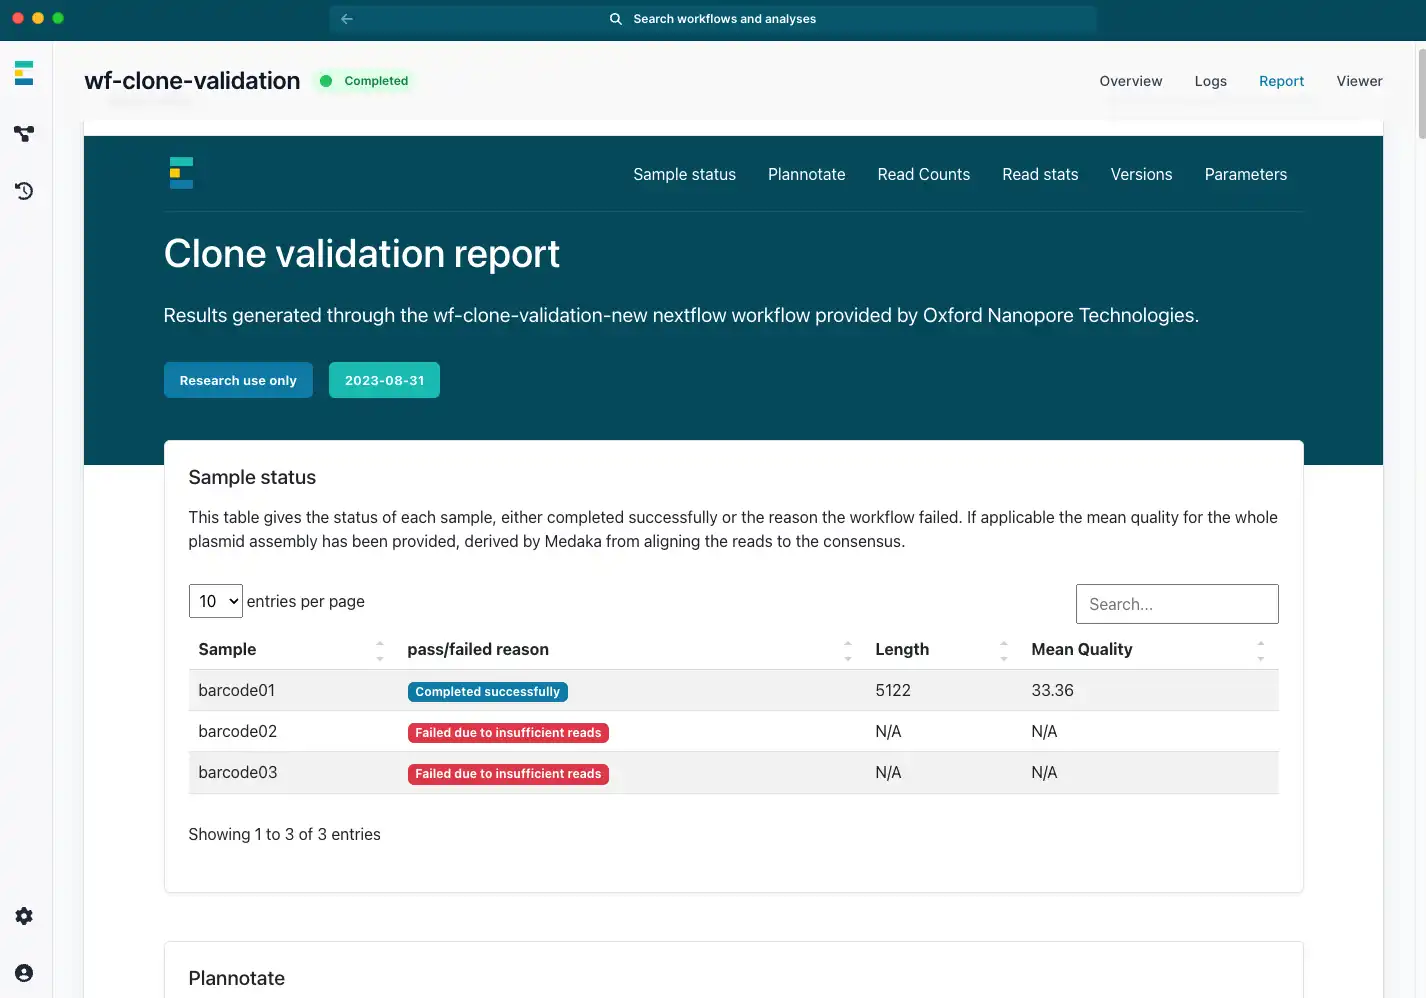 Search workflows and analyses
wf-clone-validation
Completed
Overview
Logs
Report
Viewer
Sample status
Plannotate
Read Counts
Read stats
Versions
Parameters
Clone validation report
Results generated through the wf-clone-validation-new nextflow workflow provided by Oxford Nanopore Technologies.
Research use only
2023-08-31
Sample status
This table gives the status of each sample, either completed successfully or the reason the workflow failed. If applicable the mean quality for the whole
plasmid assembly has been provided, derived by Medaka from aligning the reads to the consensus.
10 entries per page
Search...
Sample pass/failed reason Length Mean Quality
barcode01 Completed successfully 5122 33.36
barcode02 Failed due to insufficient reads N/A N/A
barcode03 Failed due to insufficient reads N/A N/A
Showing 1 to 3 of 3 entries
Plannotate